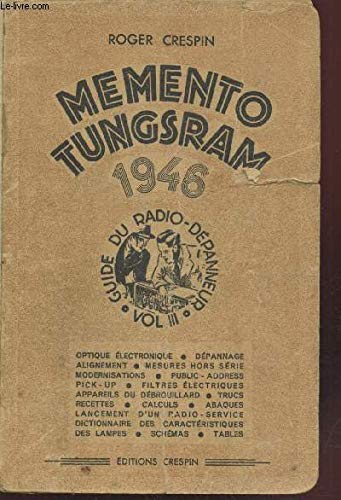 Le-livre.com
ROGER CRESPIN
MEMENTO
TUNGSRAM
1946
GUIDE DU RADIO-DÉPANNEUR
VOL III
OPTIQUE ÉLECTRONIQUE • DÉPANNAGE
ALIGNEMENT • MESURES HORS SÉRIE
MODERNISATIONS • PUBLIC-ADDRESS
PICK-UP • FILTRES ÉLECTRIQUES
APPAREILS DU DÉBROUILLARD • TRUCS
RECETTES • CALCULS • ABAQUES
LANCEMENT D'UN RADIO-SERVICE
DICTIONNAIRE DES CARACTÉRISTIQUES
DES LAMPES • SCHÉMAS • TABLES
ÉDITIONS CRESPIN